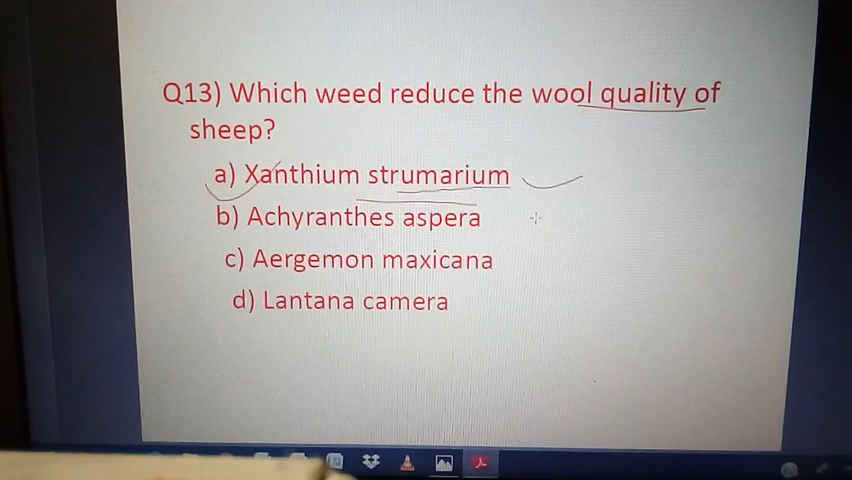 Q13) Which weed reduce the wool quality of
sheep?
a) Xanthium strumarium
b) Achyranthes aspera
c) Aergemon maxicana
d) Lantana camera